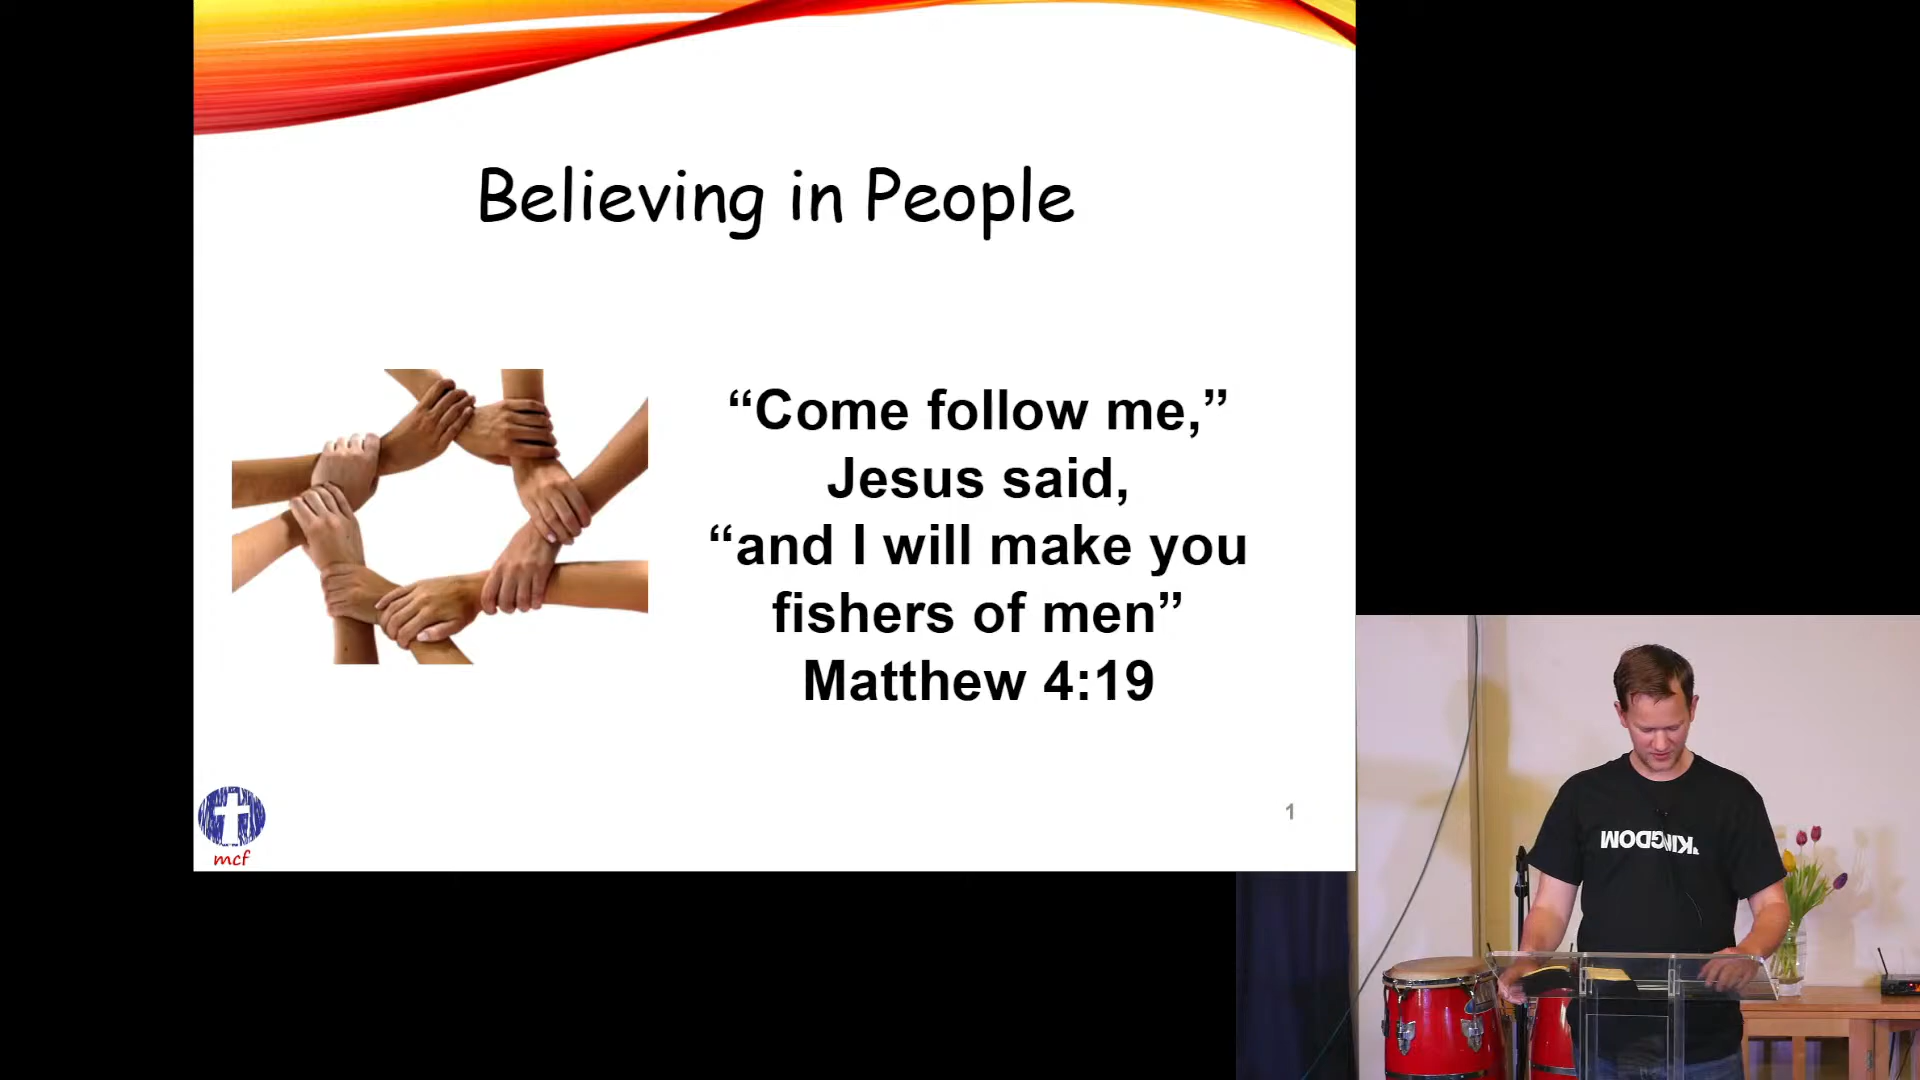 Believing in People
“Come follow me,”
Jesus said,
“and I will make you
fishers of men”
Matthew 4:19
1
mcf
KINGDOM